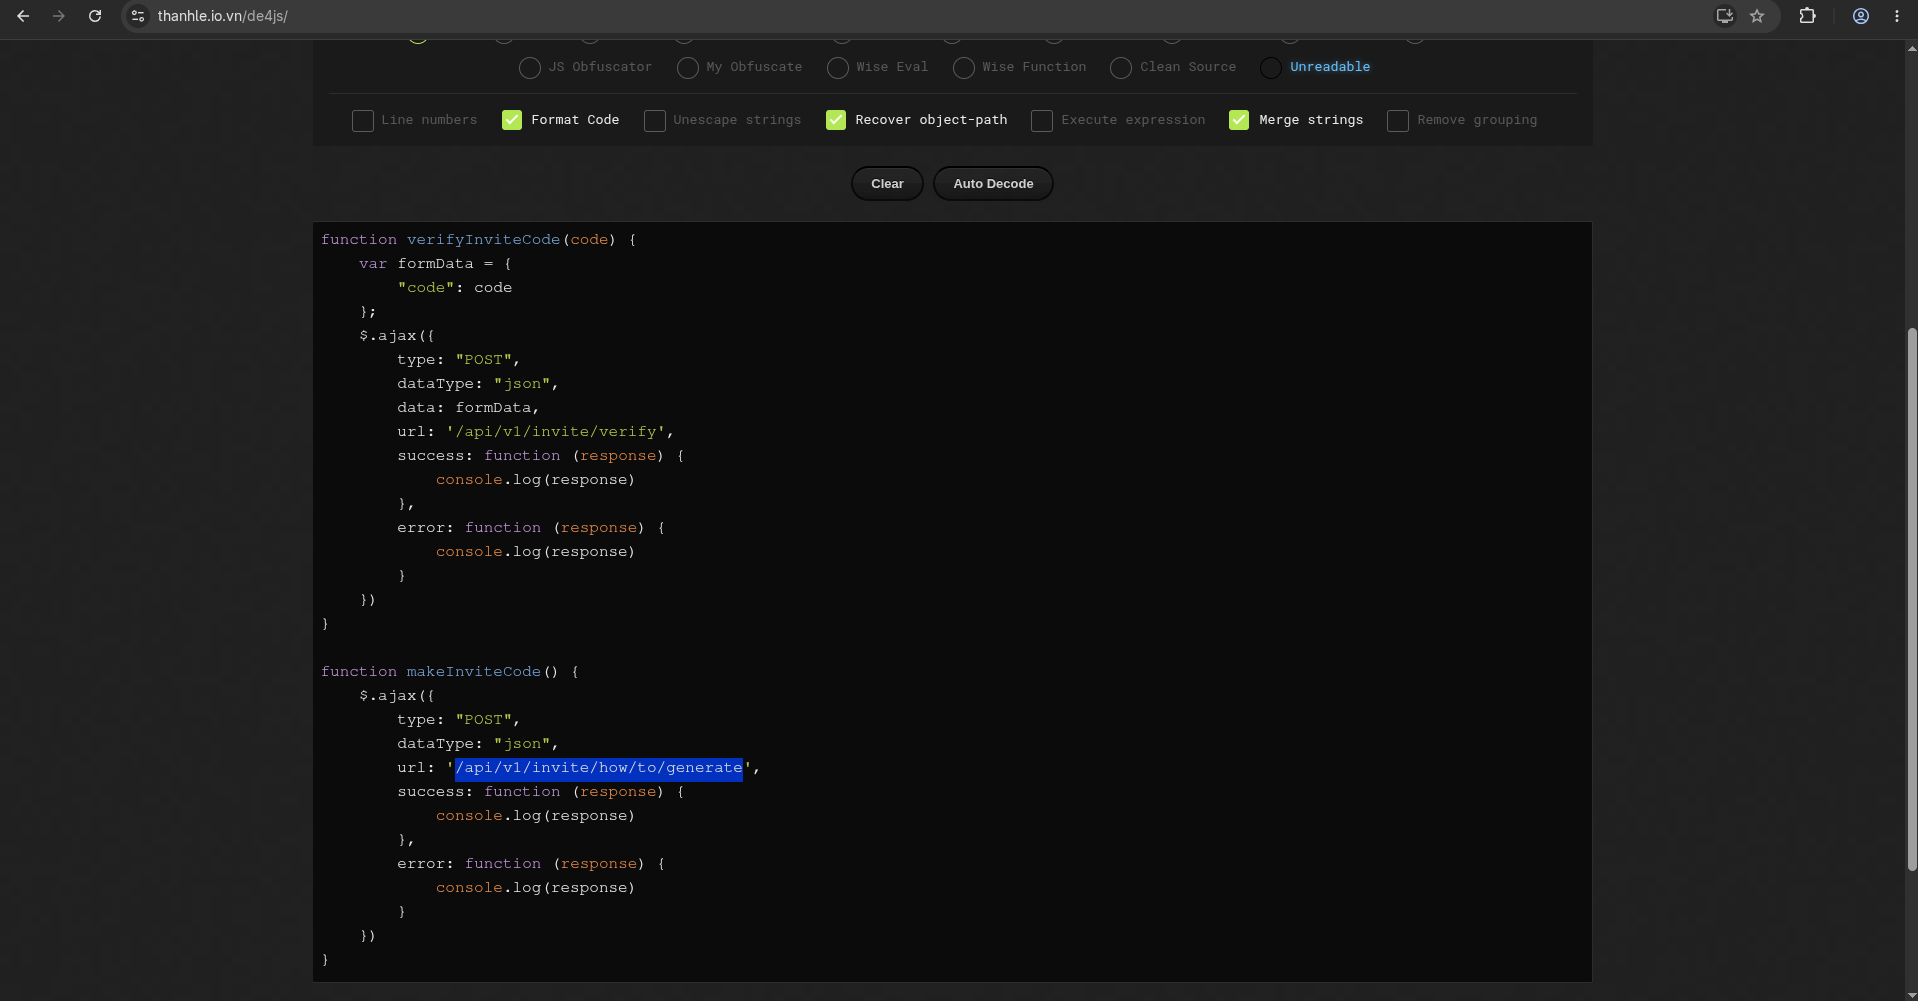 thanhle.io.vn/de4js/
JS Obfuscator My Obfuscate Wise Eval Wise Function Clean Source Unreadable
Line numbers Format Code Unescape strings Recover object-path Execute expression Merge strings Remove grouping
Clear Auto Decode
function verifyInviteCode(code) {
    var formData = {
        "code": code
    };
    $.ajax({
        type: "POST",
        dataType: "json",
        data: formData,
        url: '/api/v1/invite/verify',
        success: function (response) {
            console.log(response)
        },
        error: function (response) {
            console.log(response)
        }
    })
}

function makeInviteCode() {
    $.ajax({
        type: "POST",
        dataType: "json",
        url: '/api/v1/invite/how/to/generate',
        success: function (response) {
            console.log(response)
        },
        error: function (response) {
            console.log(response)
        }
    })
}